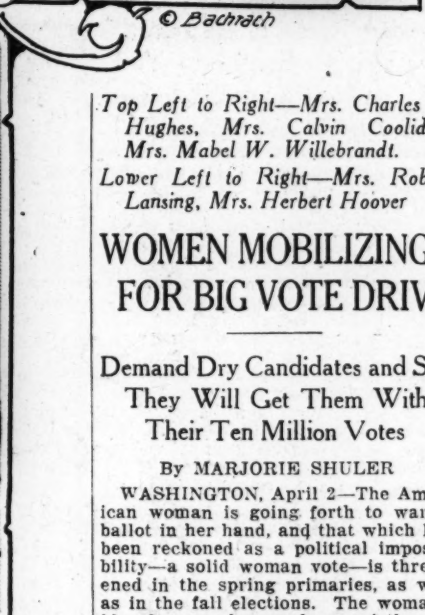 © Bachrach
Top Left to Right—Mrs. Charles
Hughes, Mrs. Calvin Coolid
Mrs. Mabel W. Willebrandt.
Lower Left to Right—Mrs. Rob
Lansing, Mrs. Herbert Hoover
WOMEN MOBILIZING
FOR BIG VOTE DRIV
Demand Dry Candidates and S
They Will Get Them With
Their Ten Million Votes
By MARJORIE SHULER
WASHINGTON, April 2—The Am
ican woman is going forth to war
ballot in her hand, and that which
been reckoned as a political impos
bility—a solid woman vote—is thre
ened in the spring primaries, as w
as in the fall elections. The woma